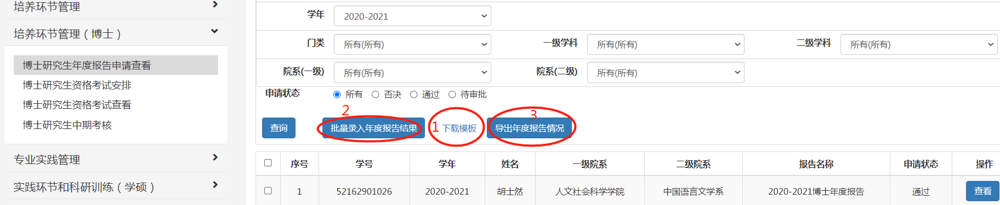 培养环节管理
培养环节管理（博士）
博士研究生年度报告申请查看
博士研究生资格考试安排
博士研究生资格考试查看
博士研究生中期考核
专业实践管理
实践环节和科研训练（学硕）
学年 2020-2021
门类 所有(所有) 一级学科 所有(所有) 二级学科 所有(所有)
院系(一级) 所有(所有) 院系(二级) 所有(所有)
申请状态 所有 否决 通过 待审批
2 3
查询 批量录入年度报告结果 1 下载模板 导出年度报告情况
序号 学号 学年 姓名 一级院系 二级院系 报告名称 申请状态 操作
1 52162901026 2020-2021 胡士然 人文社会科学学院 中国语言文学系 2020-2021博士年度报告 通过 查看